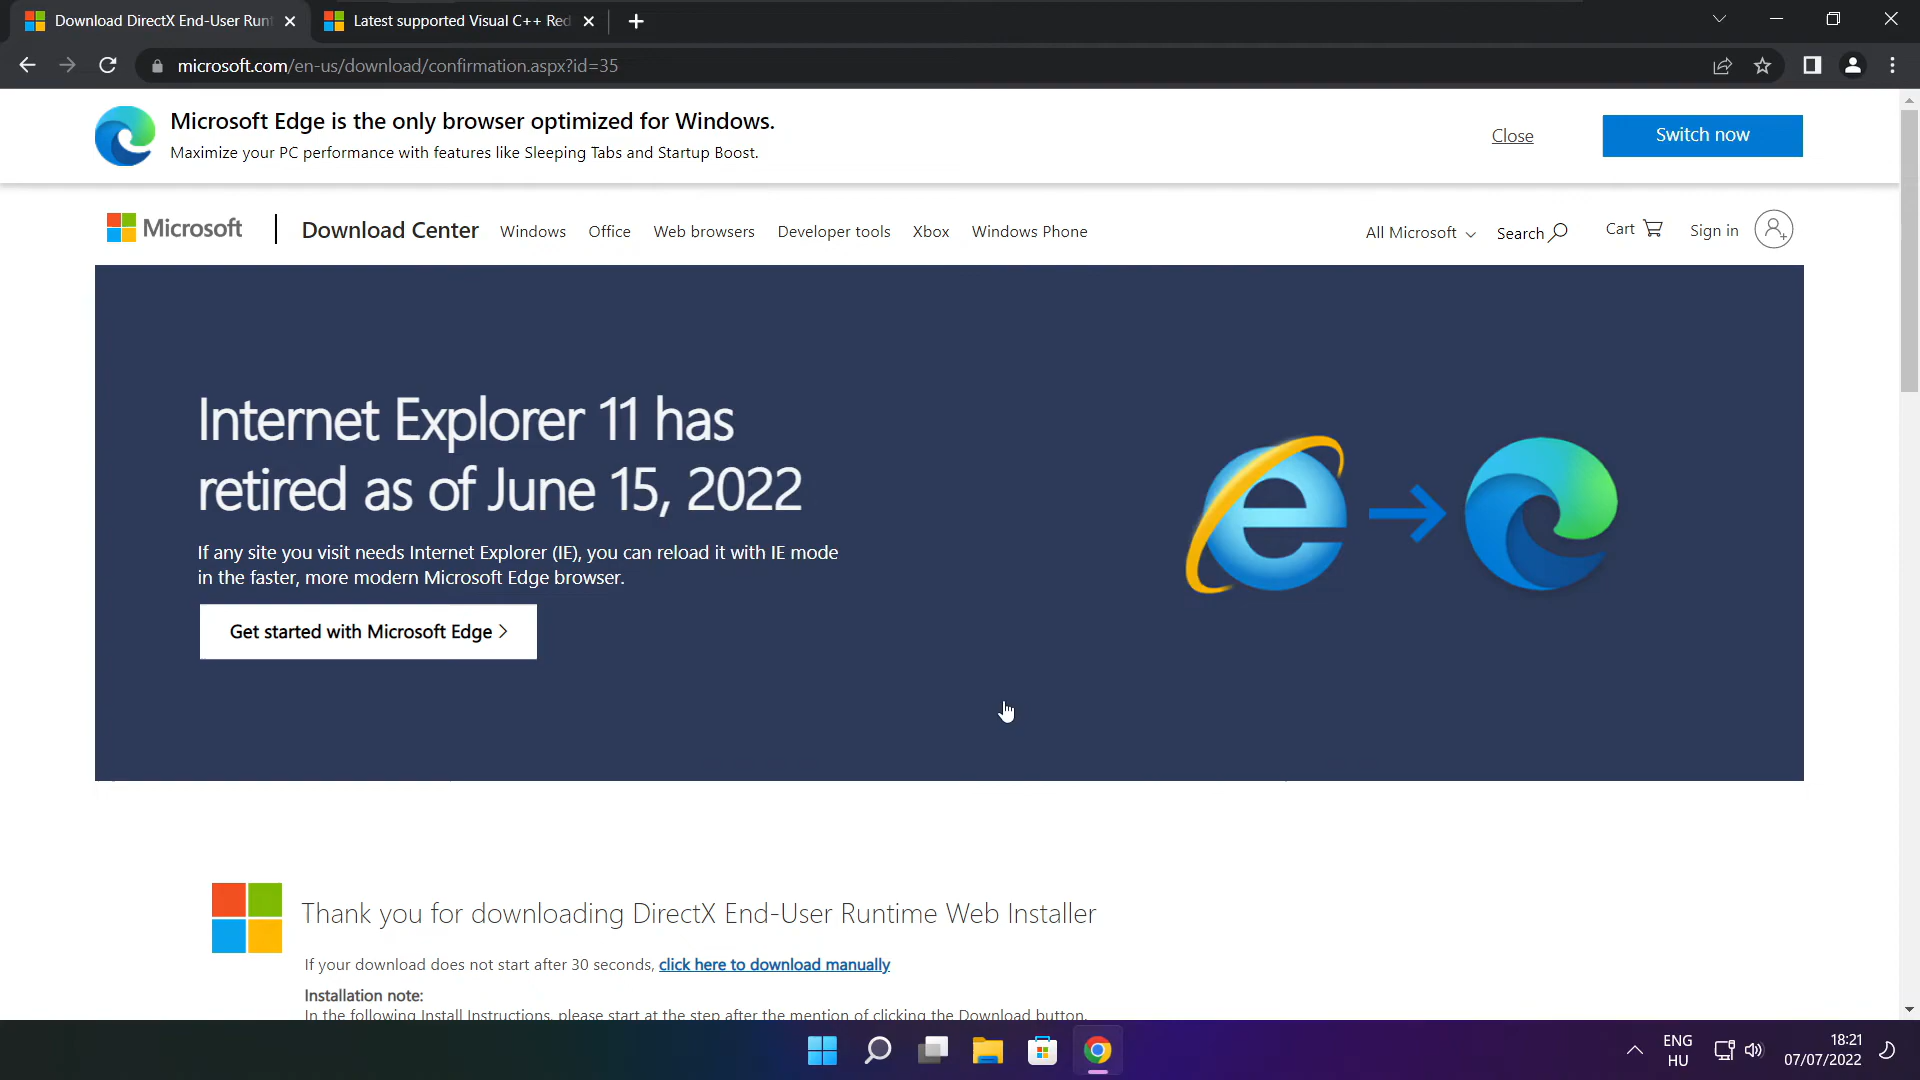 Download DirectX End-User Runt
Latest supported Visual C++ Red
microsoft.com/en-us/download/confirmation.aspx?id=35
Microsoft Edge is the only browser optimized for Windows.
Maximize your PC performance with features like Sleeping Tabs and Startup Boost.
Close
Switch now
Microsoft
Download Center
Windows
Office
Web browsers
Developer tools
Xbox
Windows Phone
All Microsoft
Search
Cart
Sign in
Internet Explorer 11 has
retired as of June 15, 2022
If any site you visit needs Internet Explorer (IE), you can reload it with IE mode
in the faster, more modern Microsoft Edge browser.
Get started with Microsoft Edge >
Thank you for downloading DirectX End-User Runtime Web Installer
If your download does not start after 30 seconds, click here to download manually
Installation note:
In the following Install Instructions, please start at the step after the mention of clicking the Download button.
ENG
HU
18:21
07/07/2022